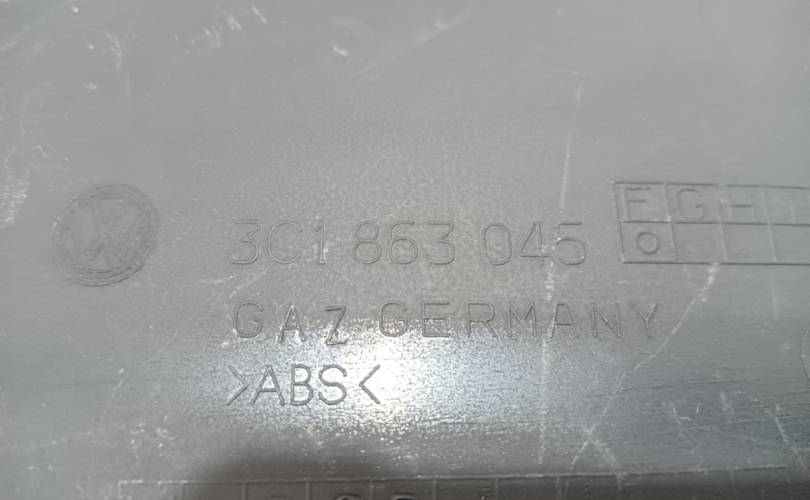 3C1 863 045
F G H
O
GAZ GERMANY
>ABS<